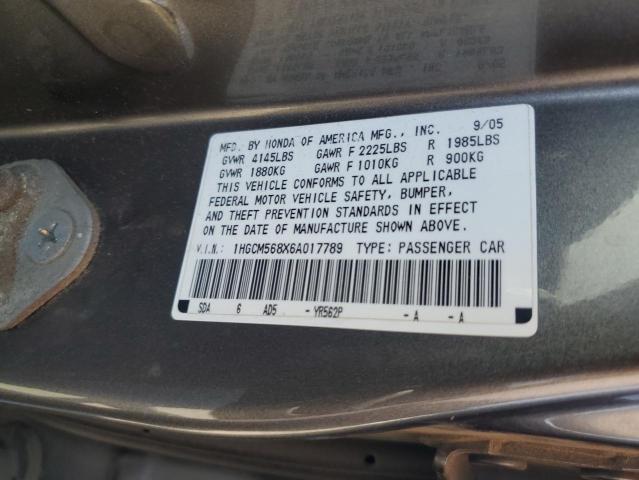 MFD. BY HONDA OF AMERICA MFG., INC. 9/05
GVWR 4145LBS GAWR F 2225LBS R 1985LBS
GVWR 1880KG GAWR F 1010KG R 900KG
THIS VEHICLE CONFORMS TO ALL APPLICABLE
FEDERAL MOTOR VEHICLE SAFETY, BUMPER,
AND THEFT PREVENTION STANDARDS IN EFFECT
ON THE DATE OF MANUFACTURE SHOWN ABOVE.
V.I.N.: 1HGCM568X6A017789 TYPE: PASSENGER CAR
SDA 6 AD5 - YR562P - A - A